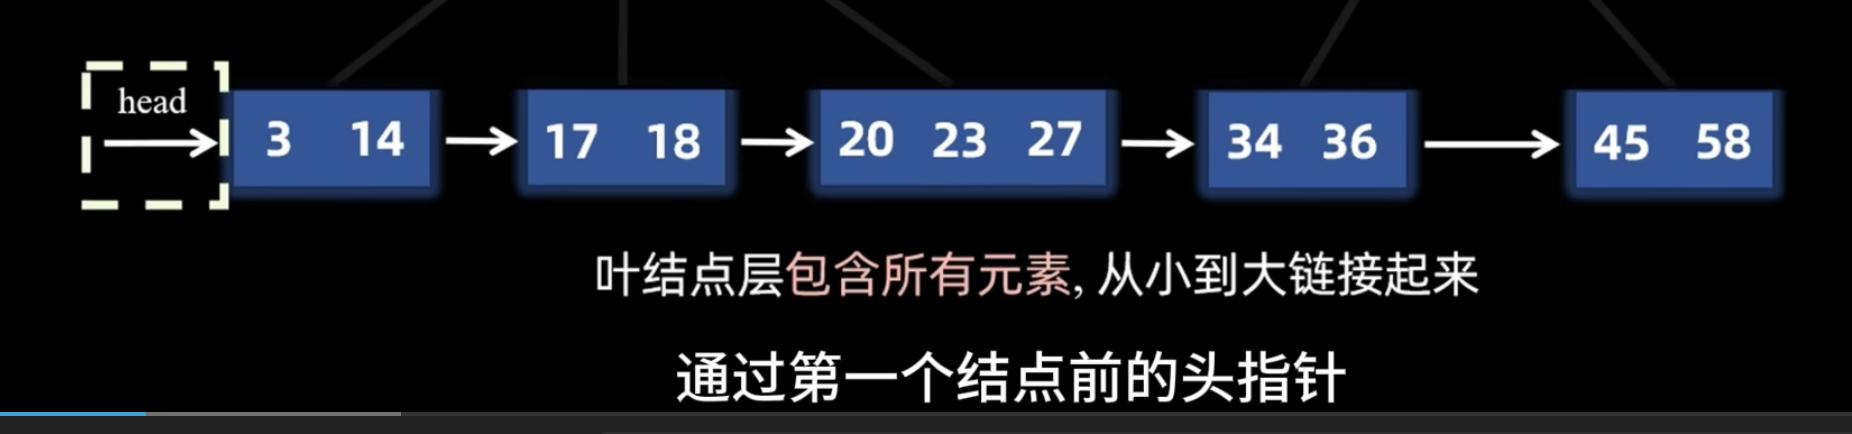 head
3 14 17 18 20 23 27 34 36 45 58
叶结点层包含所有元素, 从小到大链接起来
通过第一个结点前的头指针